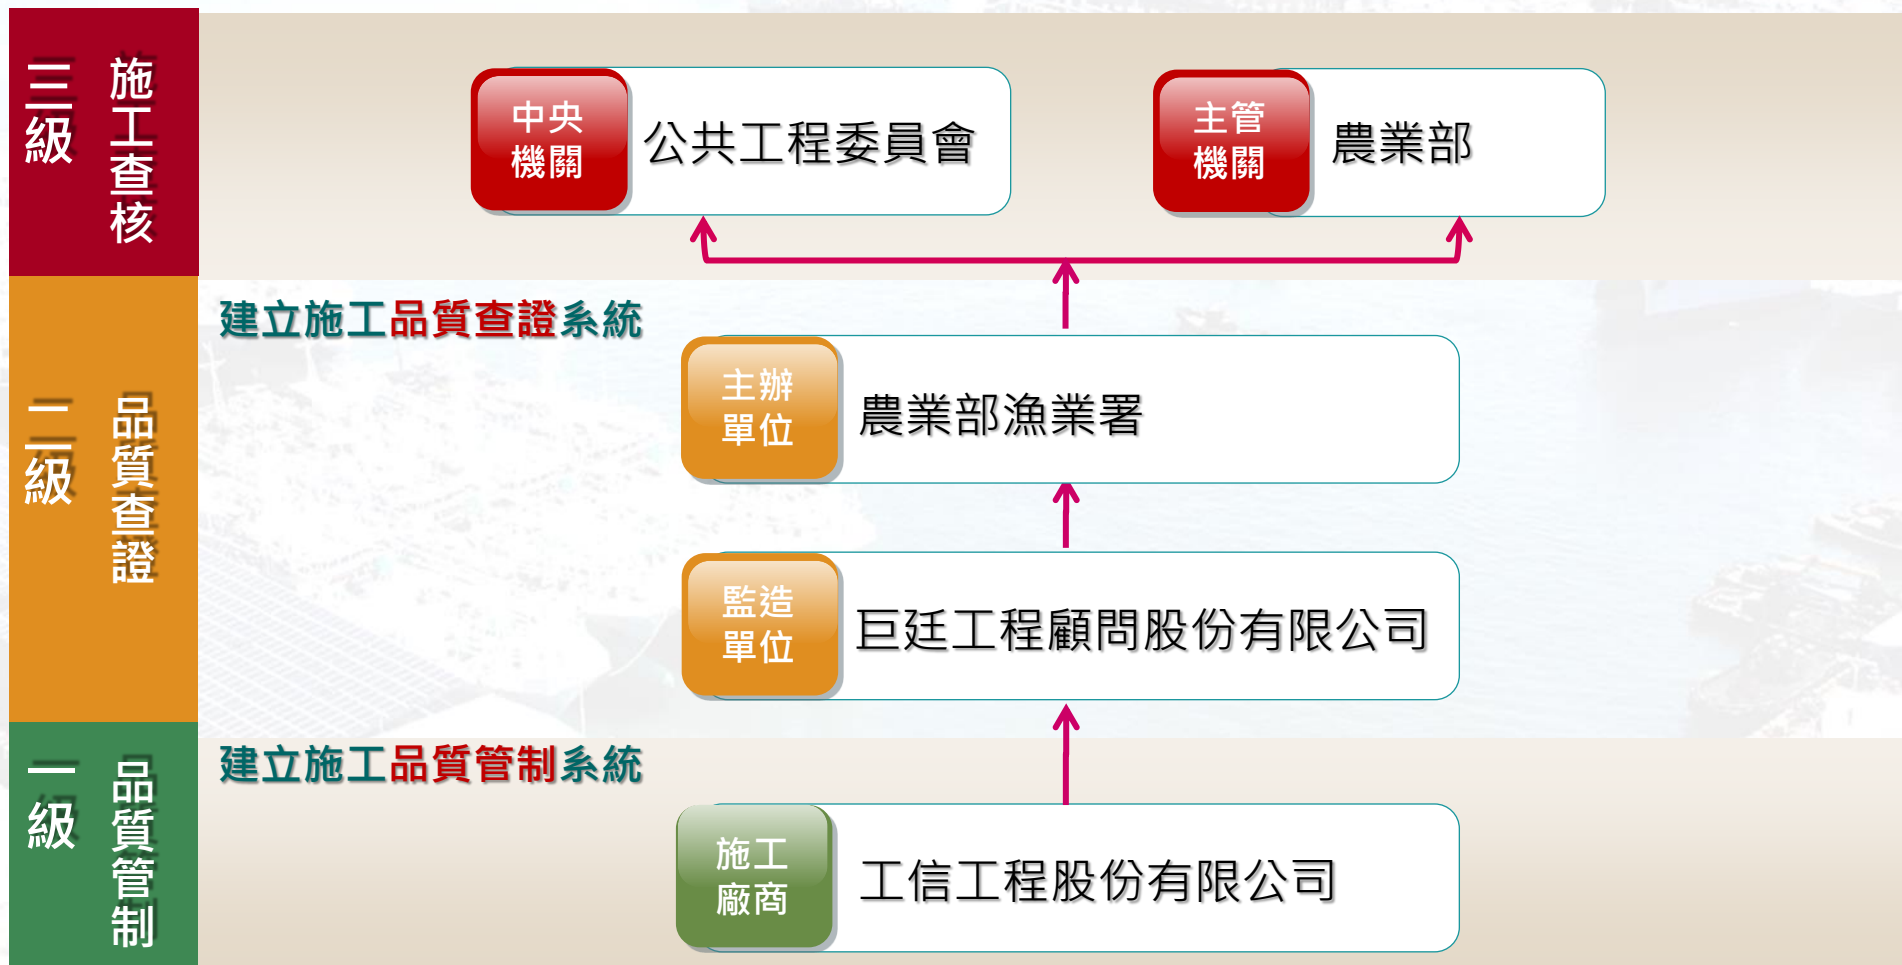 三級
施工查核
中央
機關
公共工程委員會
主管
機關
農業部
二級
品質查證
建立施工品質查證系統
主辦
單位
農業部漁業署
監造
單位
巨廷工程顧問股份有限公司
一級
品質管制
建立施工品質管制系統
施工
廠商
工信工程股份有限公司